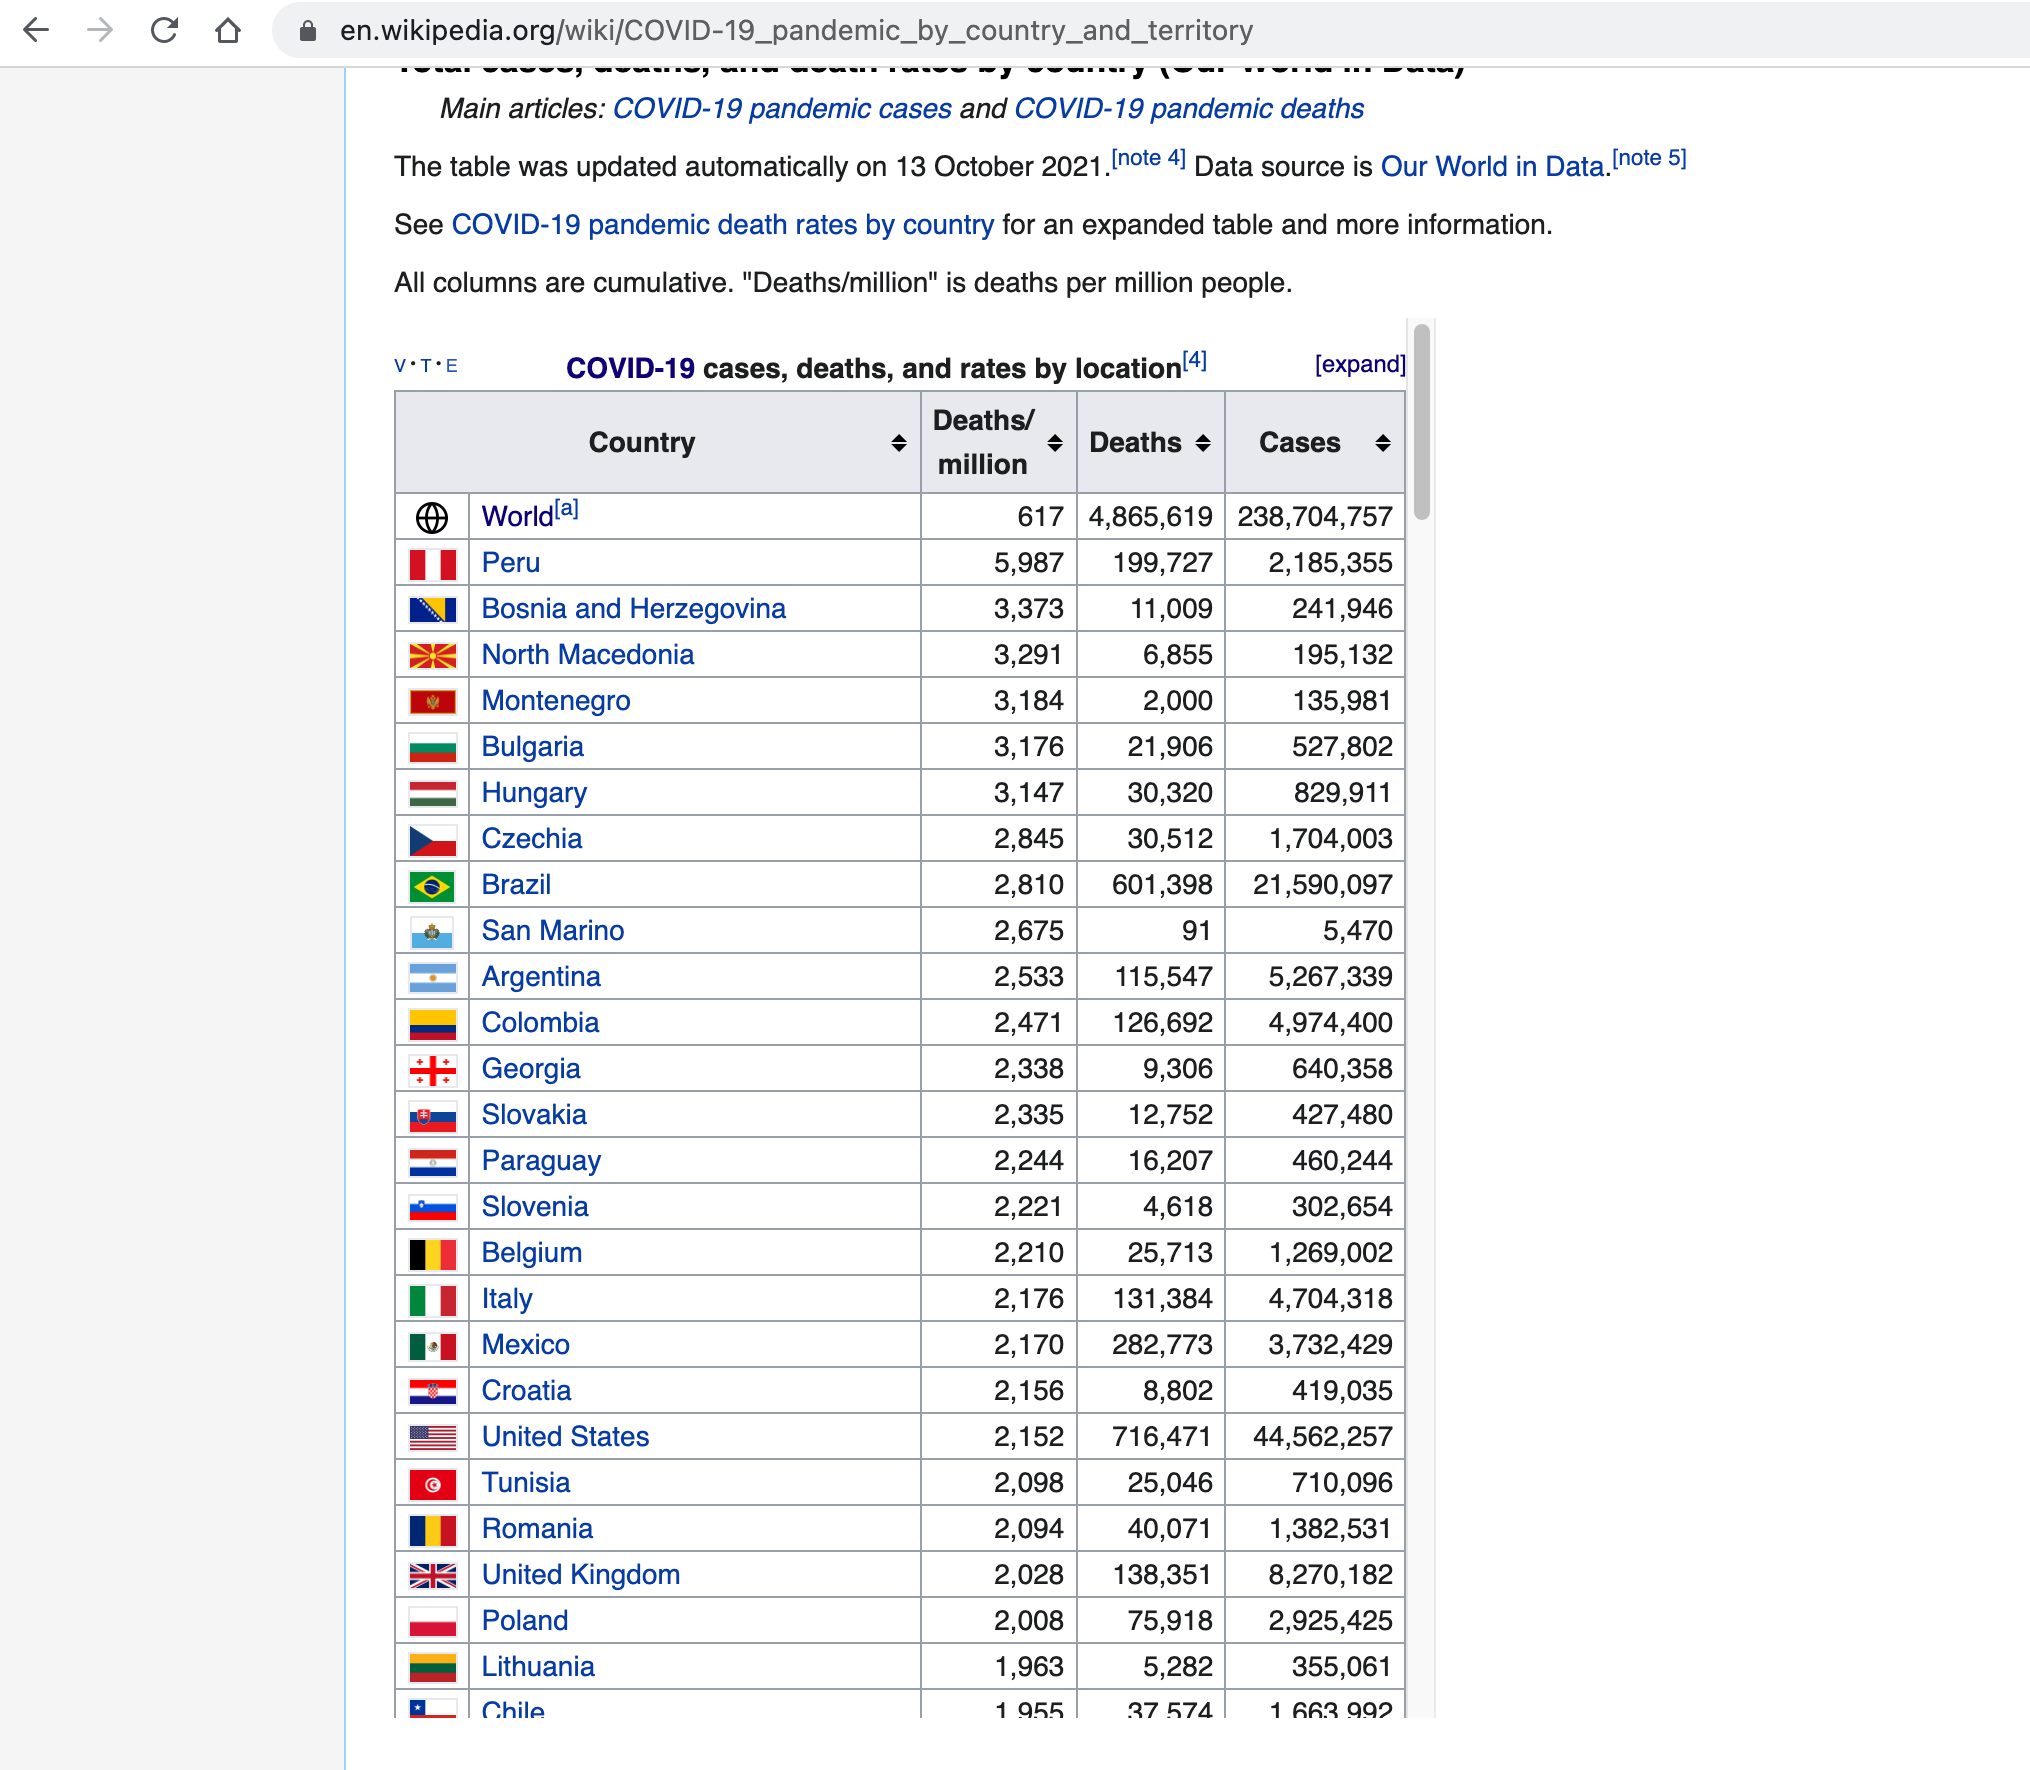 en.wikipedia.org/wiki/COVID-19_pandemic_by_country_and_territory
Total cases, deaths, and death rates by country (Our World in Data)
Main articles: COVID-19 pandemic cases and COVID-19 pandemic deaths
The table was updated automatically on 13 October 2021.[note 4] Data source is Our World in Data.[note 5]
See COVID-19 pandemic death rates by country for an expanded table and more information.
All columns are cumulative. "Deaths/million" is deaths per million people.
V · T · E COVID-19 cases, deaths, and rates by location[4] [expand]
Country Deaths/ million Deaths Cases
World[a] 617 4,865,619 238,704,757
Peru 5,987 199,727 2,185,355
Bosnia and Herzegovina 3,373 11,009 241,946
North Macedonia 3,291 6,855 195,132
Montenegro 3,184 2,000 135,981
Bulgaria 3,176 21,906 527,802
Hungary 3,147 30,320 829,911
Czechia 2,845 30,512 1,704,003
Brazil 2,810 601,398 21,590,097
San Marino 2,675 91 5,470
Argentina 2,533 115,547 5,267,339
Colombia 2,471 126,692 4,974,400
Georgia 2,338 9,306 640,358
Slovakia 2,335 12,752 427,480
Paraguay 2,244 16,207 460,244
Slovenia 2,221 4,618 302,654
Belgium 2,210 25,713 1,269,002
Italy 2,176 131,384 4,704,318
Mexico 2,170 282,773 3,732,429
Croatia 2,156 8,802 419,035
United States 2,152 716,471 44,562,257
Tunisia 2,098 25,046 710,096
Romania 2,094 40,071 1,382,531
United Kingdom 2,028 138,351 8,270,182
Poland 2,008 75,918 2,925,425
Lithuania 1,963 5,282 355,061
Chile 1,955 37,574 1,663,992